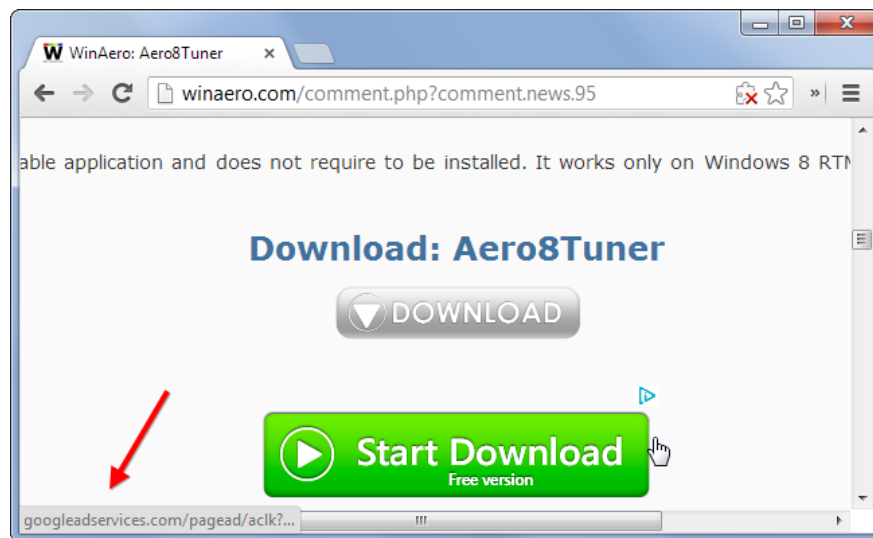 WinAero: Aero8Tuner
winaero.com/comment.php?comment.news.95
able application and does not require to be installed. It works only on Windows 8 RTM
Download: Aero8Tuner
DOWNLOAD
Start Download
Free version
googleadservices.com/pagead/aclk?...